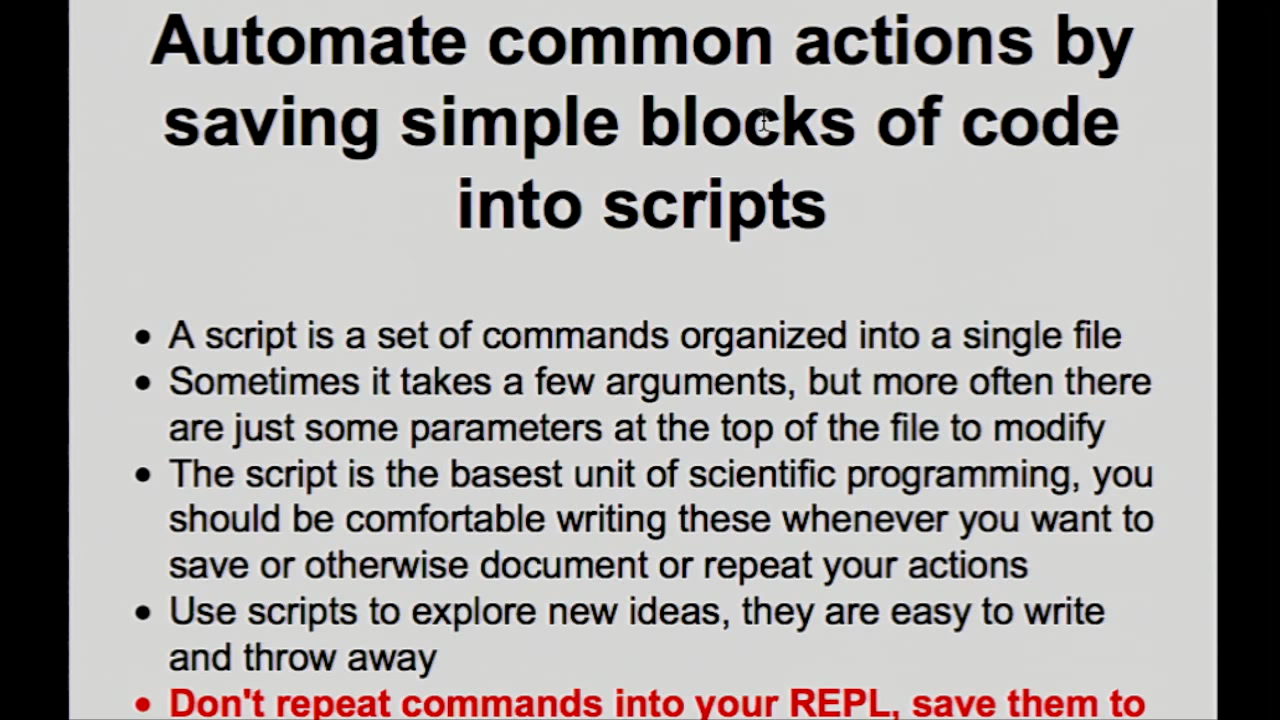 Automate common actions by
saving simple blocks of code
into scripts
• A script is a set of commands organized into a single file
• Sometimes it takes a few arguments, but more often there
are just some parameters at the top of the file to modify
• The script is the basest unit of scientific programming, you
should be comfortable writing these whenever you want to
save or otherwise document or repeat your actions
• Use scripts to explore new ideas, they are easy to write
and throw away
• Don't repeat commands into your REPL, save them to